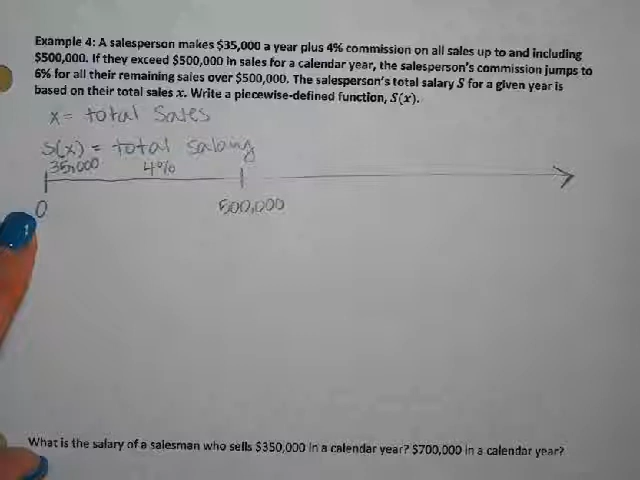 Example 4: A salesperson makes $35,000 a year plus 4% commission on all sales up to and including
$500,000. If they exceed $500,000 in sales for a calendar year, the salesperson's commission jumps to
6% for all their remaining sales over $500,000. The salesperson's total salary S for a given year is
based on their total sales x. Write a piecewise-defined function, S(x).
x = total sales
S(x) = total salary
35,000 4%
0 500,000
What is the salary of a salesman who sells $350,000 in a calendar year? $700,000 in a calendar year?